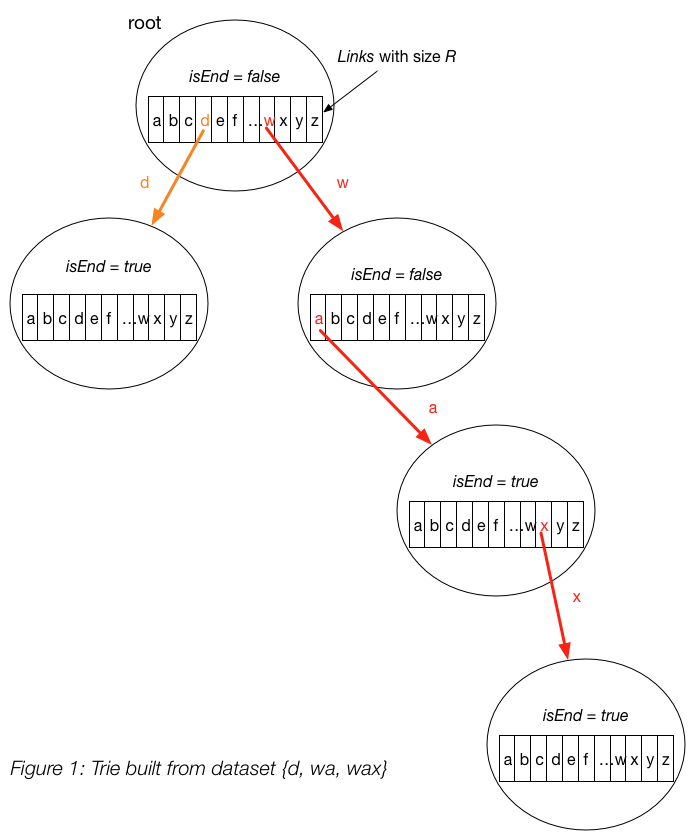 root
Links with size R
isEnd = false
a b c d e f ...w x y z
d
w
isEnd = true
a b c d e f ...w x y z
isEnd = false
a b c d e f ...w x y z
a
isEnd = true
a b c d e f ...w x y z
x
isEnd = true
a b c d e f ...w x y z
Figure 1: Trie built from dataset {d, wa, wax}